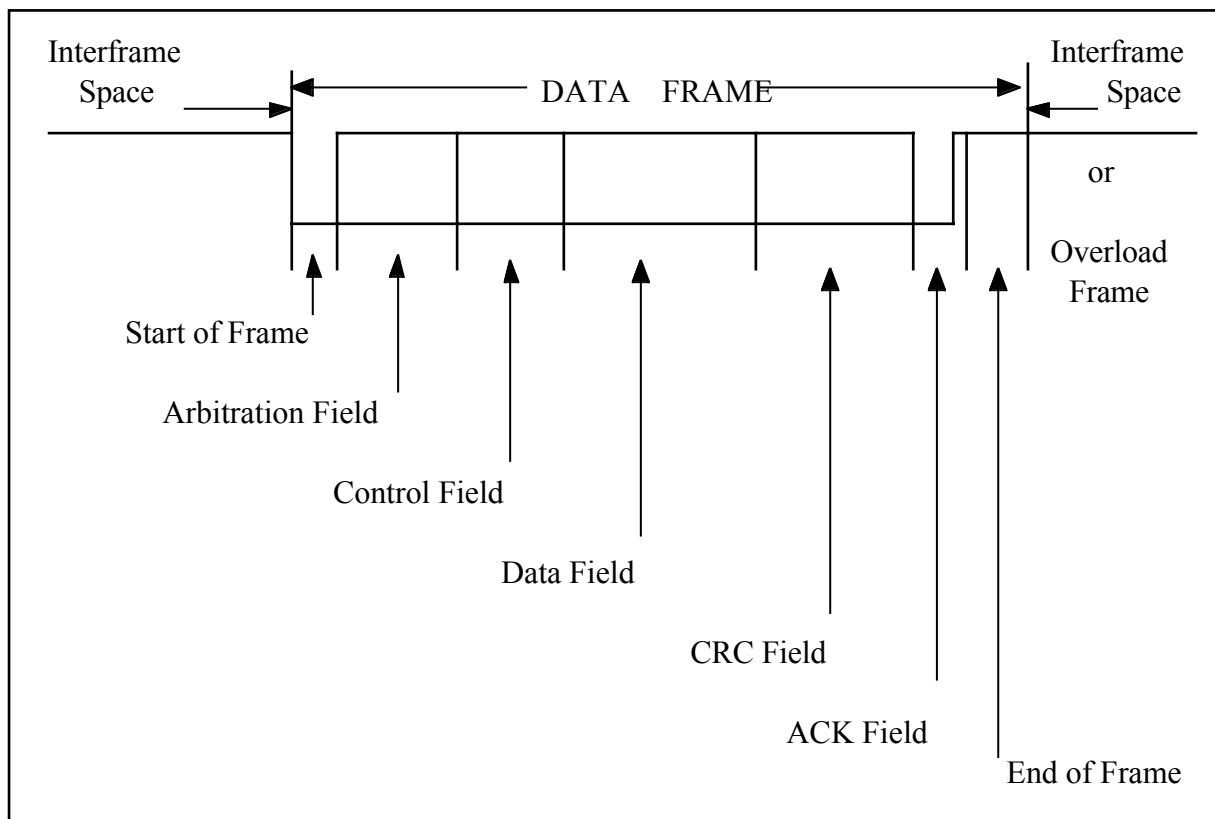 Interframe
Space
DATA FRAME
Interframe
Space
or
Overload
Frame
Start of Frame
Arbitration Field
Control Field
Data Field
CRC Field
ACK Field
End of Frame